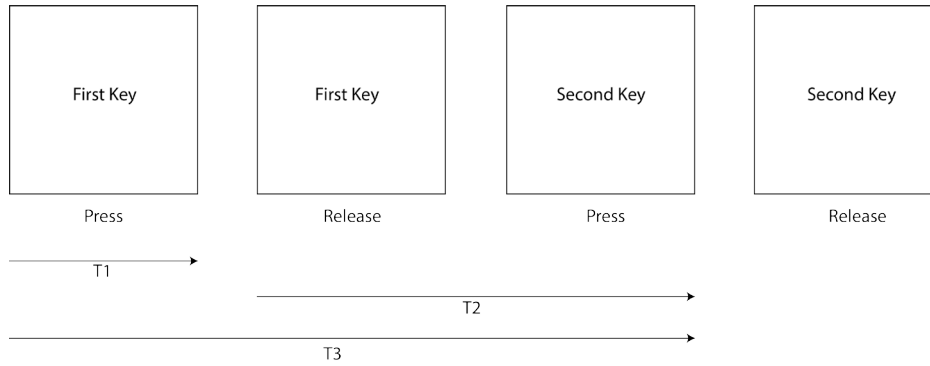 First Key
First Key
Second Key
Second Key
Press
Release
Press
Release
T1
T2
T3